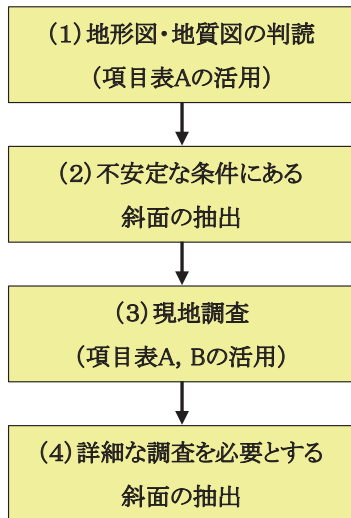 (1)地形図・地質図の判読
(項目表Aの活用)
(2)不安定な条件にある
斜面の抽出
(3)現地調査
(項目表A, Bの活用)
(4)詳細な調査を必要とする
斜面の抽出